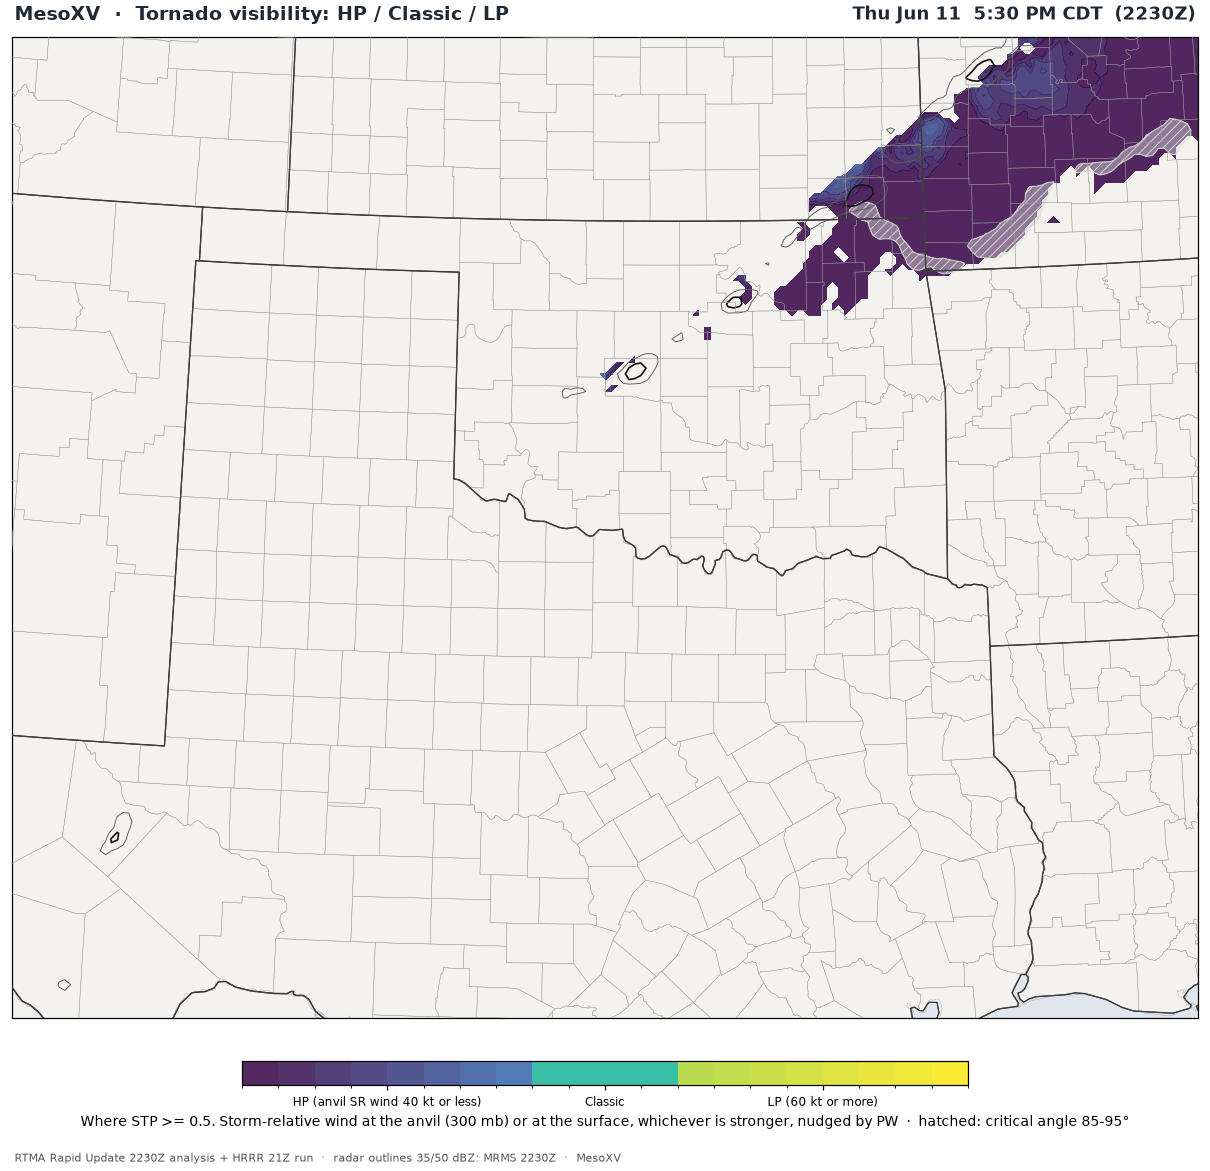 MesoXV · Tornado visibility: HP / Classic / LP
Thu Jun 11 5:30 PM CDT (2230Z)
HP (anvil SR wind 40 kt or less) Classic LP (60 kt or more)
Where STP >= 0.5. Storm-relative wind at the anvil (300 mb) or at the surface, whichever is stronger, nudged by PW · hatched: critical angle 85-95°
RTMA Rapid Update 2230Z analysis + HRRR 21Z run · radar outlines 35/50 dBZ: MRMS 2230Z · MesoXV